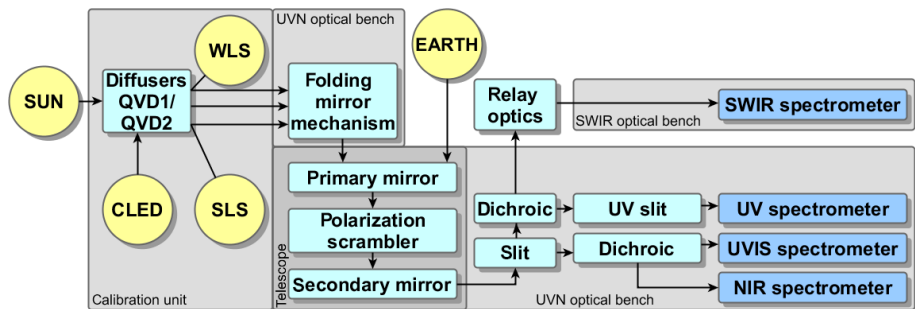 UVN optical bench
WLS
EARTH
SUN
Diffusers
QVD1/
QVD2
Folding
mirror
mechanism
Relay
optics
SWIR spectrometer
SWIR optical bench
CLED
SLS
Primary mirror
Polarization
scrambler
Secondary mirror
Telescope
Dichroic
UV slit
UV spectrometer
Slit
Dichroic
UVIS spectrometer
NIR spectrometer
Calibration unit
UVN optical bench